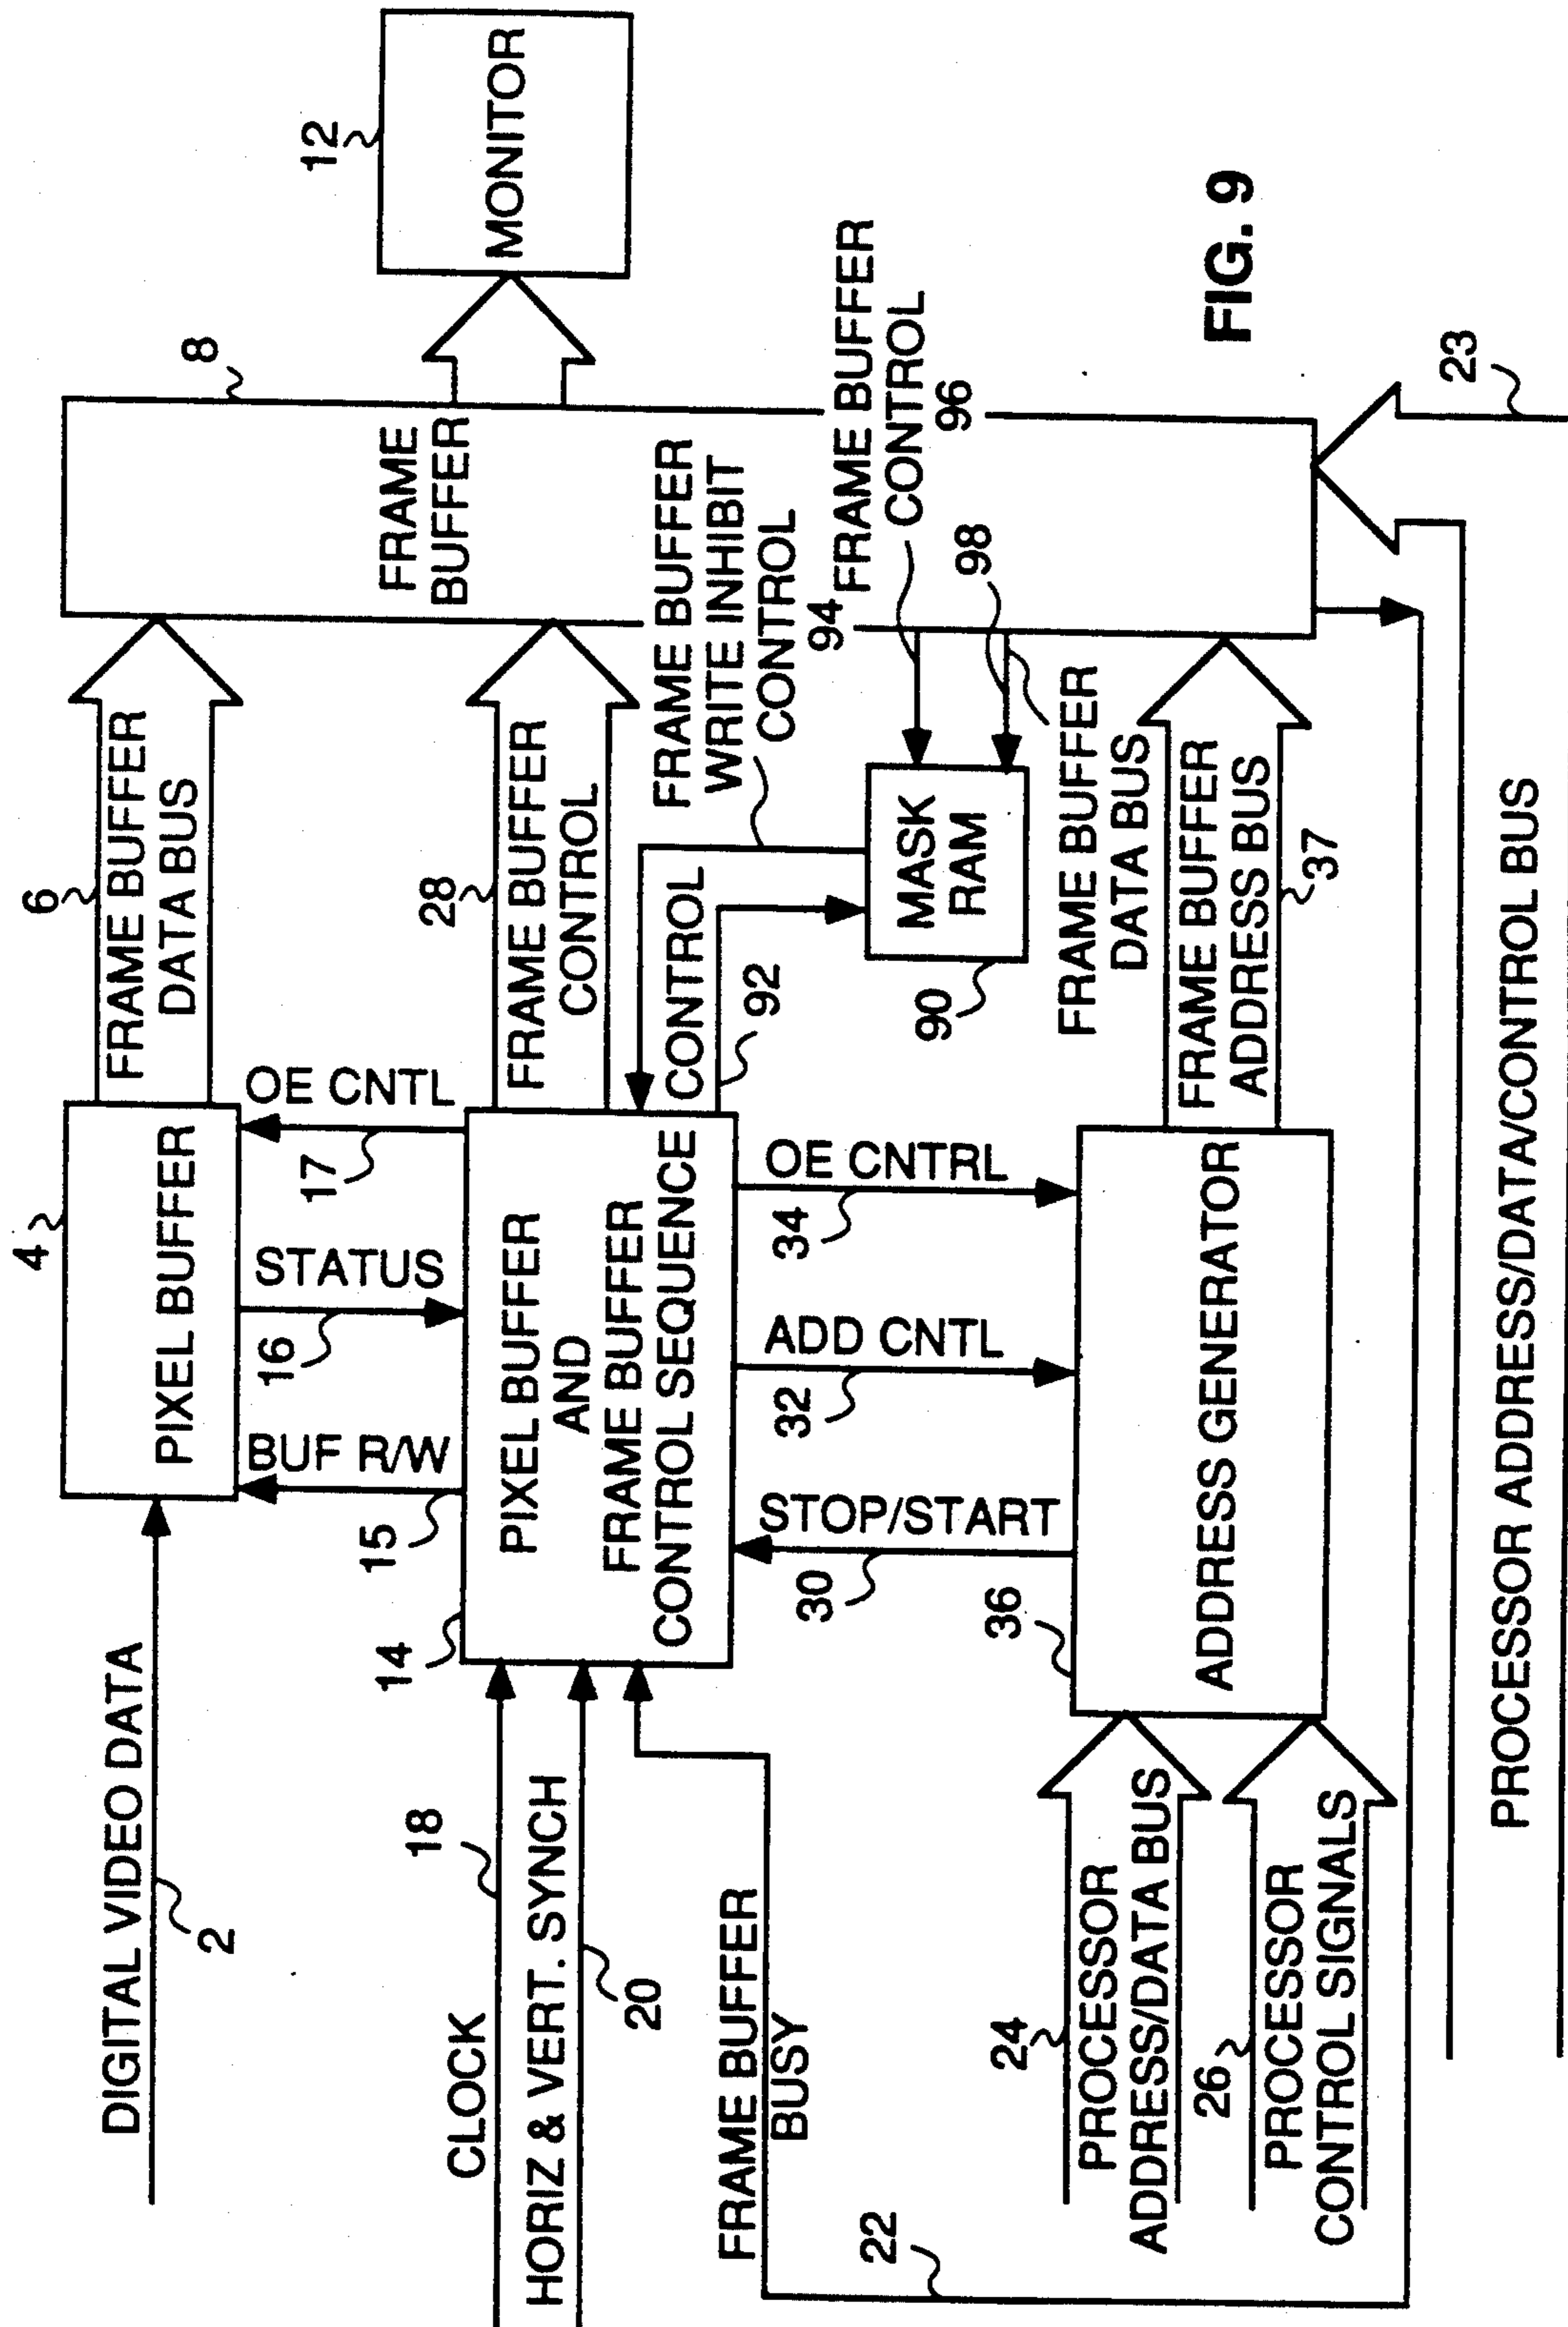 DIGITAL VIDEO DATA
2
4
PIXEL BUFFER
6
FRAME BUFFER
DATA BUS
8
FRAME
BUFFER
12
MONITOR
BUF R/W
15
STATUS
16
OE CNTL
17
CLOCK
18
HORIZ & VERT. SYNCH
20
14
PIXEL BUFFER
AND
FRAME BUFFER
CONTROL SEQUENCE
28
FRAME BUFFER
CONTROL
FRAME BUFFER
WRITE INHIBIT
CONTROL
94
CONTROL
92
FRAME BUFFER
CONTROL
96
98
MASK
RAM
90
FRAME BUFFER
DATA BUS
FRAME BUFFER
BUSY
22
STOP/START
30
ADD CNTL
32
OE CNTRL
34
36
ADDRESS GENERATOR
FRAME BUFFER
ADDRESS BUS
37
24
PROCESSOR
ADDRESS/DATA BUS
26
PROCESSOR
CONTROL SIGNALS
23
PROCESSOR ADDRESS/DATA/CONTROL BUS
FIG. 9